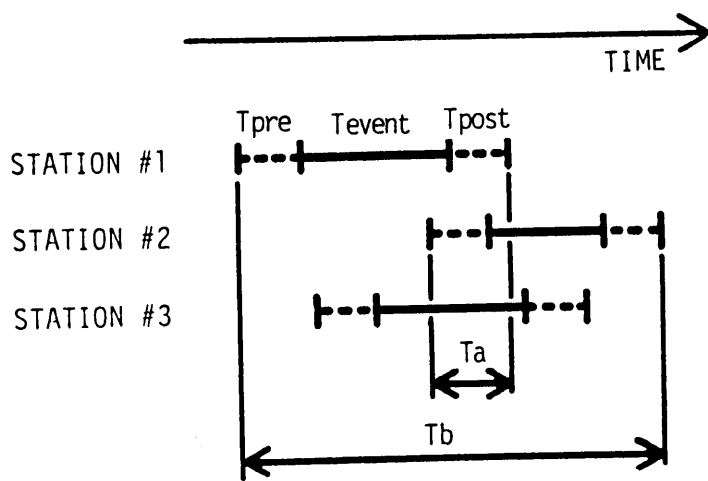 TIME
Tpre Tevent Tpost
STATION #1
STATION #2
STATION #3
Ta
Tb